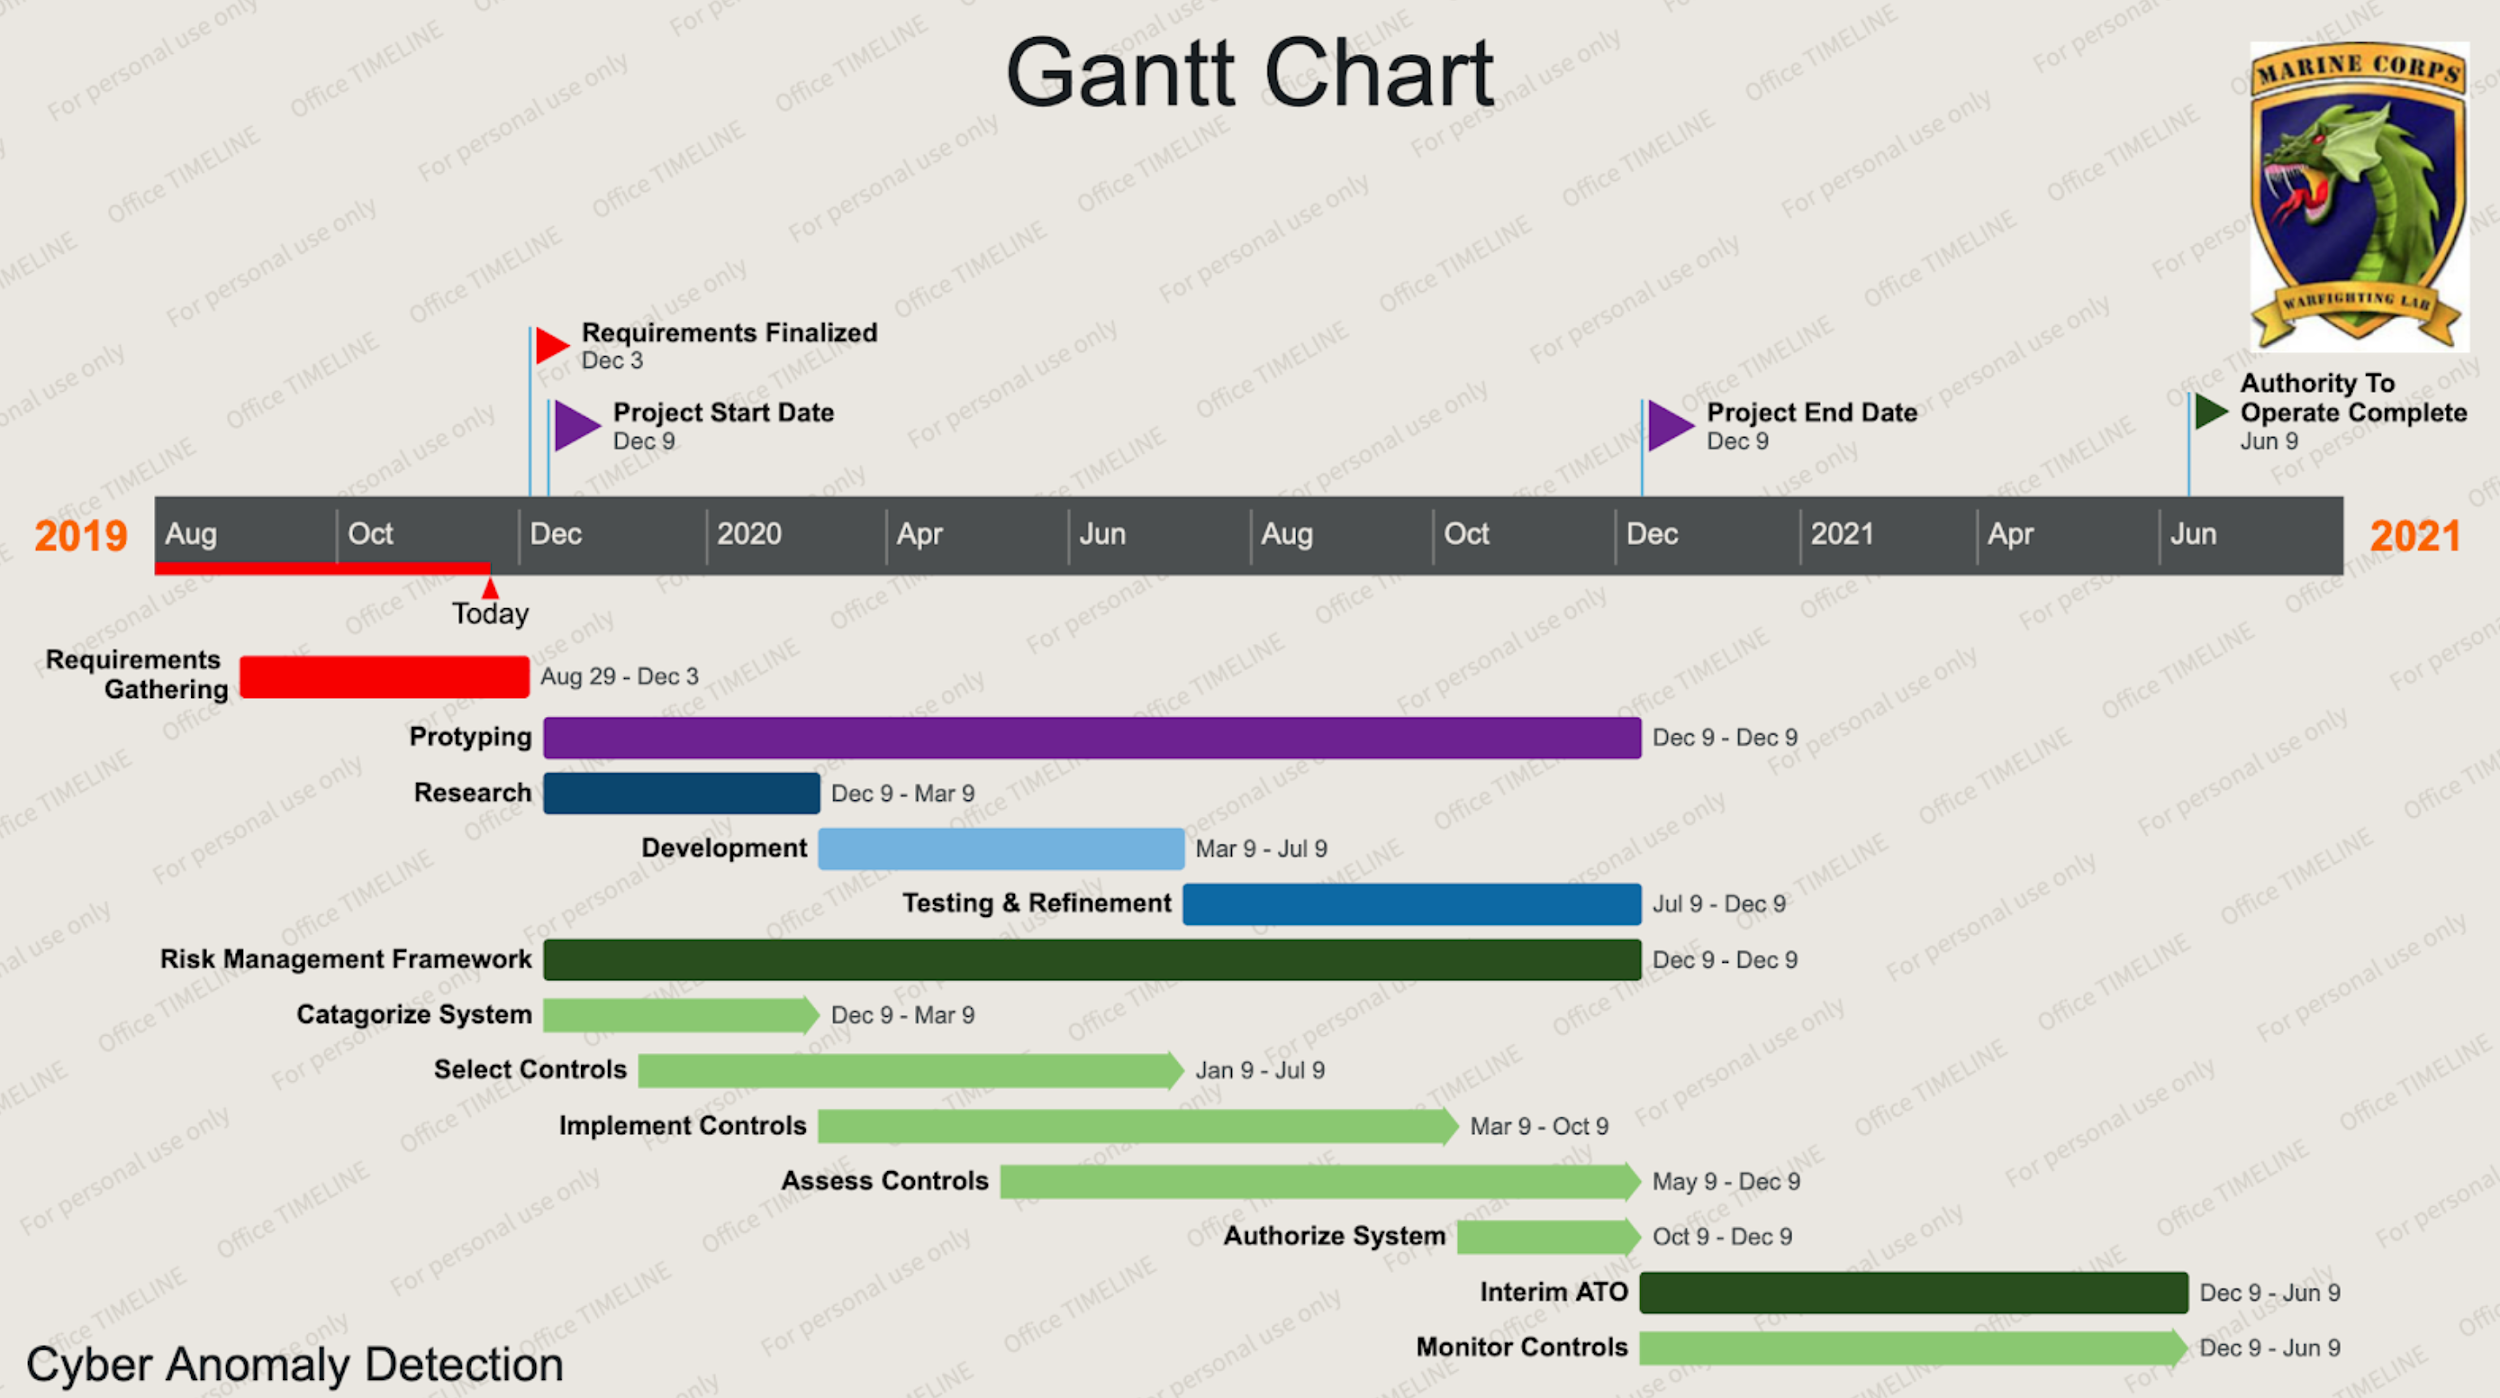 Gantt Chart
MARINE CORPS
WARFIGHTING LAB
Requirements Finalized
Dec 3
Project Start Date
Dec 9
Project End Date
Dec 9
Authority To
Operate Complete
Jun 9
2019
Aug
Oct
Dec
2020
Apr
Jun
Aug
Oct
Dec
2021
Apr
Jun
2021
Today
Requirements
Gathering
Aug 29 - Dec 3
Protyping
Dec 9 - Dec 9
Research
Dec 9 - Mar 9
Development
Mar 9 - Jul 9
Testing & Refinement
Jul 9 - Dec 9
Risk Management Framework
Dec 9 - Dec 9
Catagorize System
Dec 9 - Mar 9
Select Controls
Jan 9 - Jul 9
Implement Controls
Mar 9 - Oct 9
Assess Controls
May 9 - Dec 9
Authorize System
Oct 9 - Dec 9
Interim ATO
Dec 9 - Jun 9
Monitor Controls
Dec 9 - Jun 9
Cyber Anomaly Detection
For personal use only
Office TIMELINE